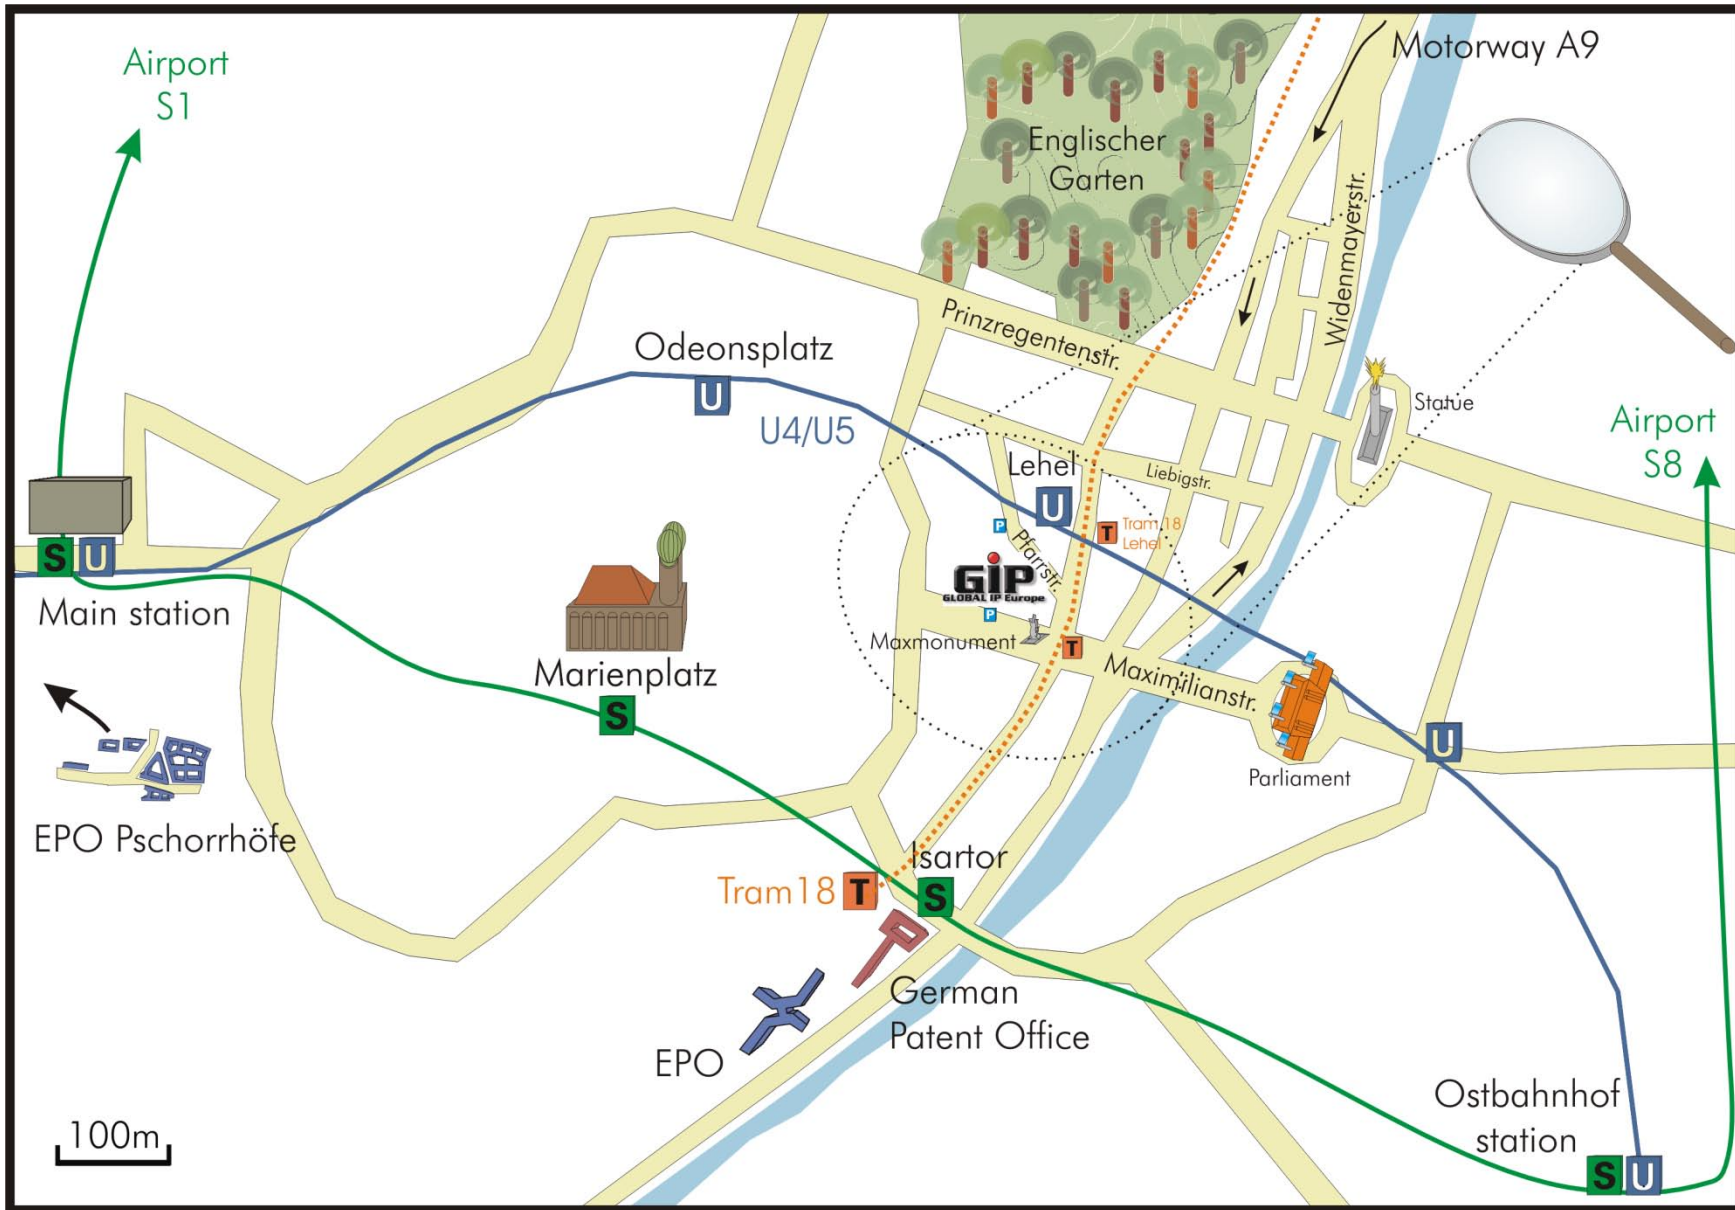 Airport
S1
Motorway A9
Englischer
Garten
Widenmayerstr.
Prinzregentenstr.
Odeonsplatz
U
U4/U5
Statue
Airport
S8
Lehel
U
Liebigstr.
P
T
Tram 18
Lehel
Pfarrstr.
GIP
GLOBAL IP Europe
P
Maxmonument
T
Maximilianstr.
S
U
Main station
Marienplatz
S
U
Parliament
EPO Pschorrhöfe
Isartor
Tram18
T
S
German
Patent Office
EPO
Ostbahnhof
station
S
U
100m